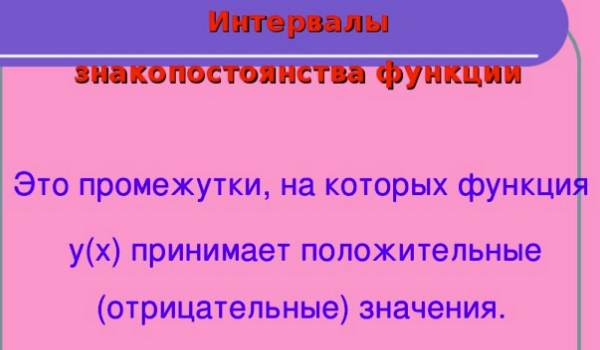 Интервалы
знакопостоянства функции
Это промежутки, на которых функция
y(x) принимает положительные
(отрицательные) значения.